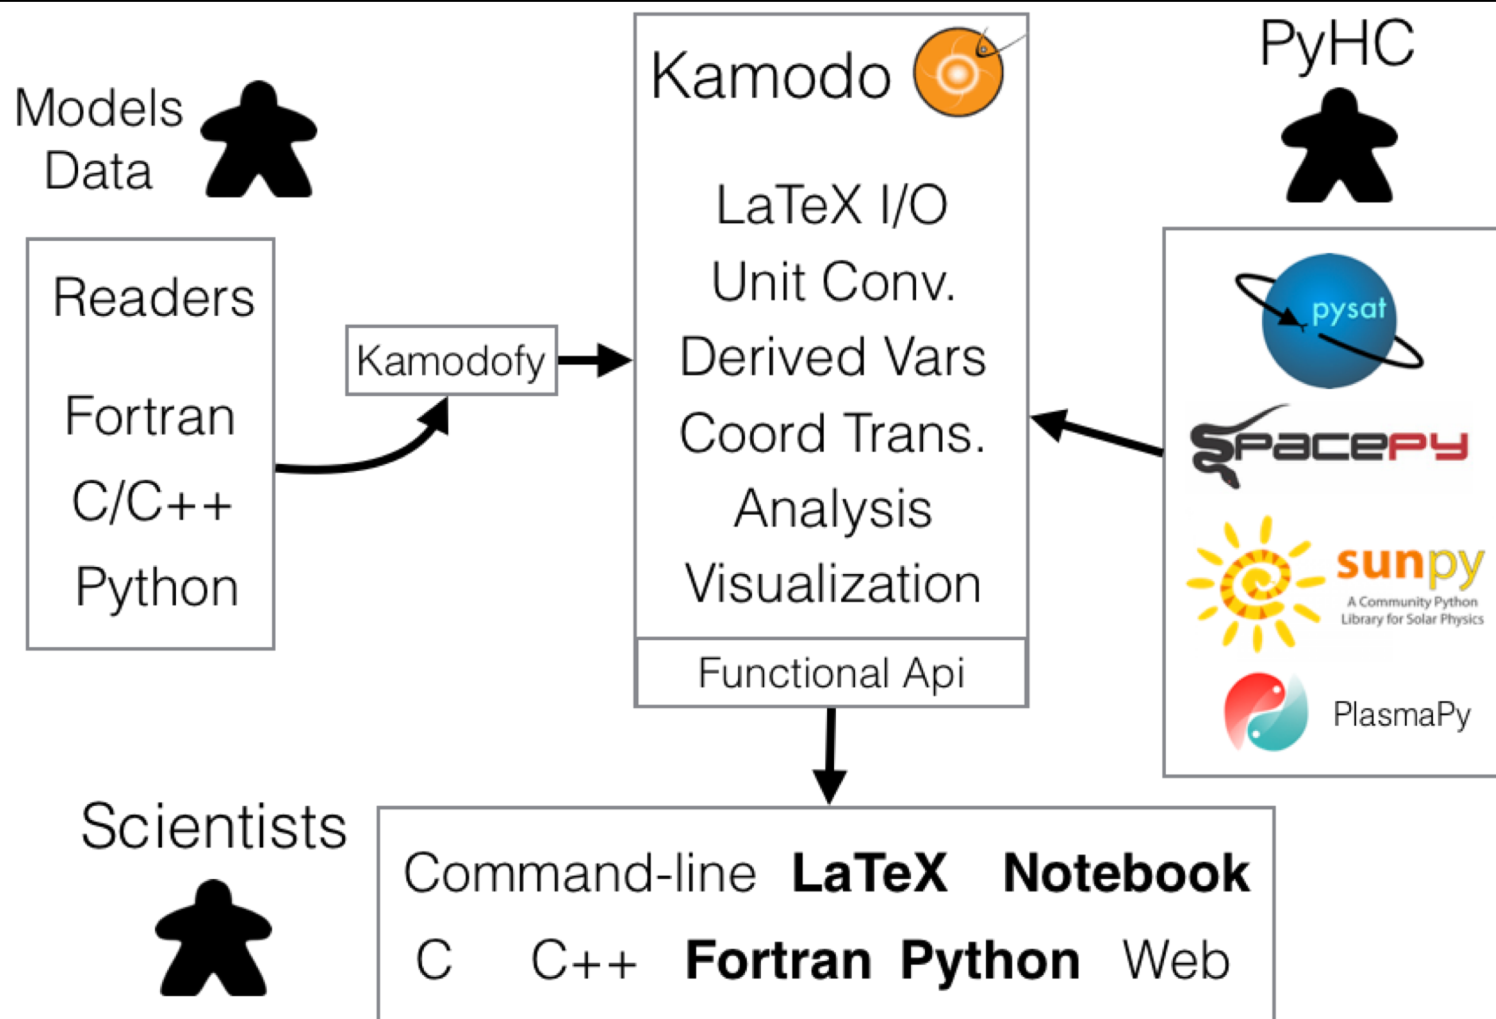 Models
Data
Readers
Fortran
C/C++
Python
Kamodofy
Kamodo
LaTeX I/O
Unit Conv.
Derived Vars
Coord Trans.
Analysis
Visualization
Functional Api
PyHC
pysat
SPACEPY
sunpy
A Community Python
Library for Solar Physics
PlasmaPy
Scientists
Command-line LaTeX Notebook
C C++ Fortran Python Web